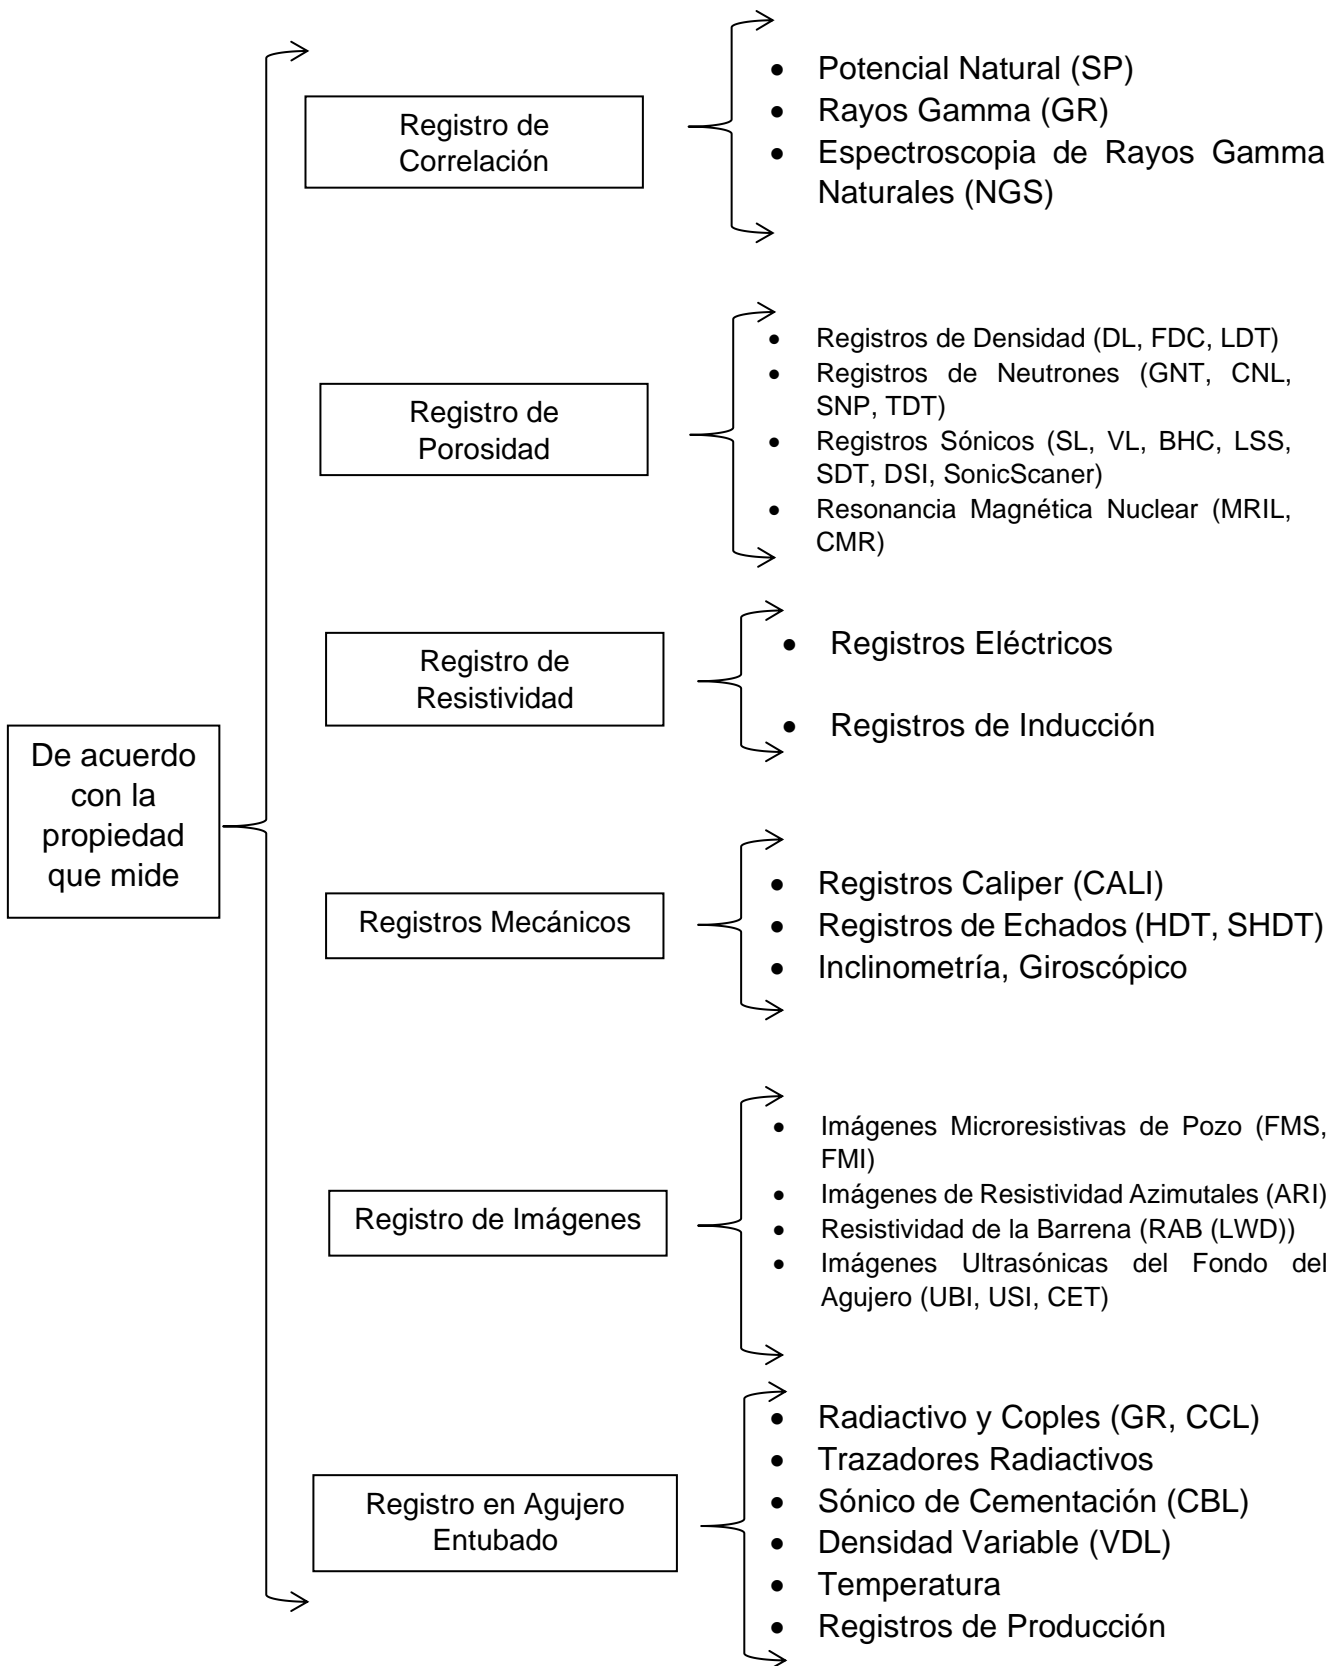 De acuerdo
con la
propiedad
que mide
Registro de
Correlación
• Potencial Natural (SP)
• Rayos Gamma (GR)
• Espectroscopia de Rayos Gamma
Naturales (NGS)
Registro de
Porosidad
• Registros de Densidad (DL, FDC, LDT)
• Registros de Neutrones (GNT, CNL,
SNP, TDT)
• Registros Sónicos (SL, VL, BHC, LSS,
SDT, DSI, SonicScaner)
• Resonancia Magnética Nuclear (MRIL,
CMR)
Registro de
Resistividad
• Registros Eléctricos
• Registros de Inducción
Registros Mecánicos
• Registros Caliper (CALI)
• Registros de Echados (HDT, SHDT)
• Inclinometría, Giroscópico
Registro de Imágenes
• Imágenes Microresistivas de Pozo (FMS,
FMI)
• Imágenes de Resistividad Azimutales (ARI)
• Resistividad de la Barrena (RAB (LWD))
• Imágenes Ultrasónicas del Fondo del
Agujero (UBI, USI, CET)
Registro en Agujero
Entubado
• Radiactivo y Coples (GR, CCL)
• Trazadores Radiactivos
• Sónico de Cementación (CBL)
• Densidad Variable (VDL)
• Temperatura
• Registros de Producción